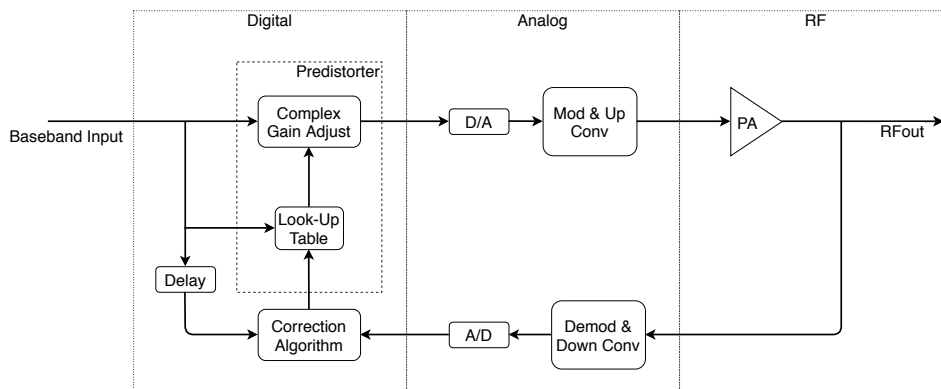 Digital
Analog
RF
Predistorter
Complex
Gain Adjust
D/A
Mod & Up
Conv
PA
Baseband Input
RFout
Look-Up
Table
Delay
Correction
Algorithm
A/D
Demod &
Down Conv